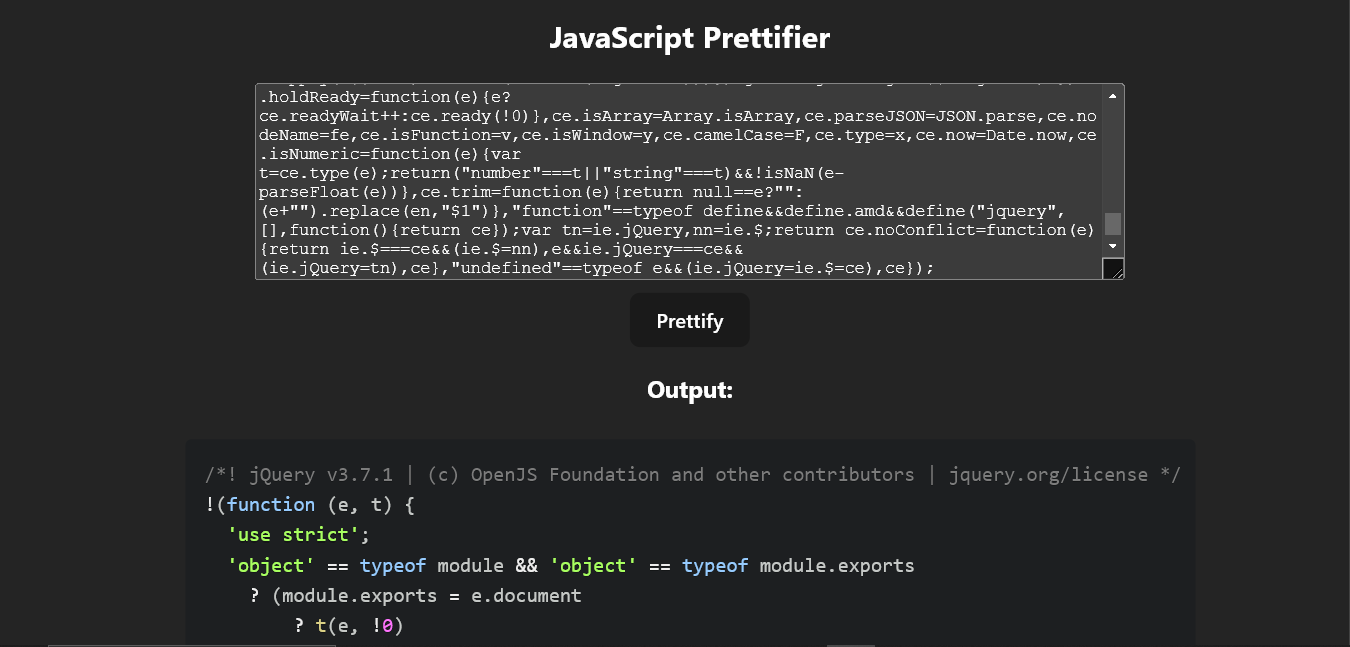 JavaScript Prettifier
.holdReady=function(e){e?
ce.readyWait++:ce.ready(!0)},ce.isArray=Array.isArray,ce.parseJSON=JSON.parse,ce.no
deName=fe,ce.isFunction=v,ce.isWindow=y,ce.camelCase=F,ce.type=x,ce.now=Date.now,ce
.isNumeric=function(e){var
t=ce.type(e);return("number"===t||"string"===t)&&!isNaN(e-
parseFloat(e))},ce.trim=function(e){return null==e?"":
(e+"").replace(en,"$1")},"function"==typeof define&&define.amd&&define("jquery",
[],function(){return ce});var tn=ie.jQuery,nn=ie.$;return ce.noConflict=function(e)
{return ie.$===ce&&(ie.$=nn),e&&ie.jQuery===ce&&
(ie.jQuery=tn),ce},"undefined"==typeof e&&(ie.jQuery=ie.$=ce),ce});
Prettify
Output:
/*! jQuery v3.7.1 | (c) OpenJS Foundation and other contributors | jquery.org/license */
!(function (e, t) {
'use strict';
'object' == typeof module && 'object' == typeof module.exports
? (module.exports = e.document
? t(e, !0)